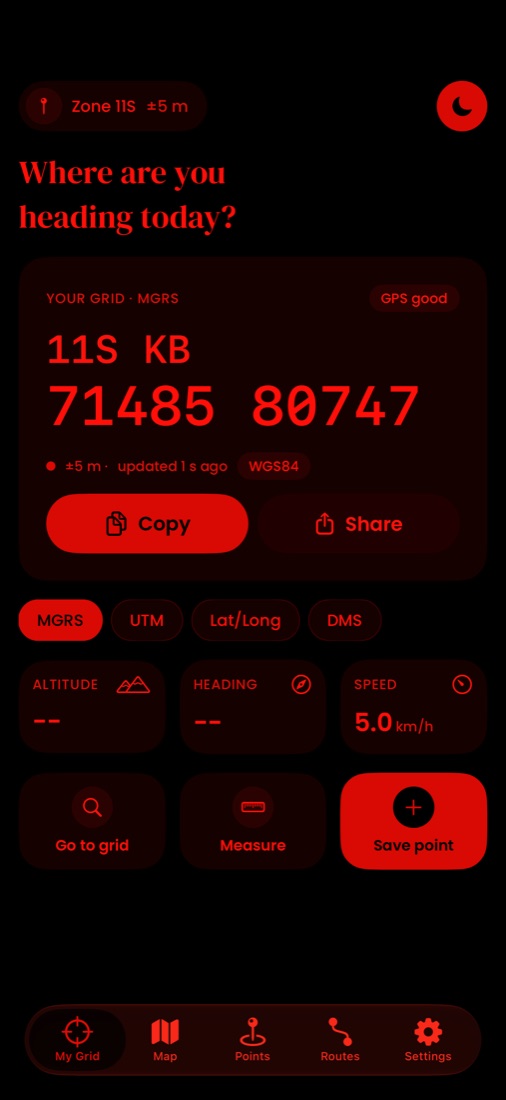 Zone 11S ±5 m
Where are you
heading today?
YOUR GRID · MGRS
GPS good
11S KB
71485 80747
±5 m · updated 1 s ago
WGS84
Copy
Share
MGRS
UTM
Lat/Long
DMS
ALTITUDE
HEADING
SPEED
--
--
5.0 km/h
Go to grid
Measure
Save point
My Grid
Map
Points
Routes
Settings